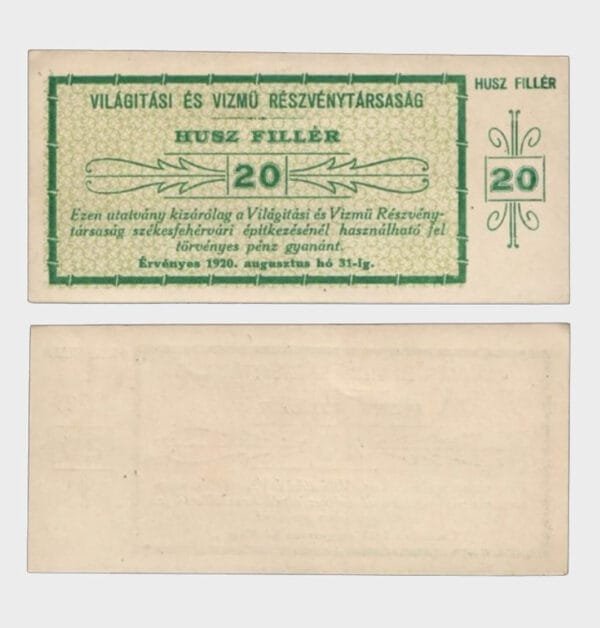 VILÁGITÁSI ÉS VIZMŰ RÉSZVÉNYTÁRSASÁG
HUSZ FILLÉR
20
Ezen utalvány kizárólag a Világitási és Vizmű Részvény-
társaság székesfehérvári épitkezésénél használható fel
törvényes pénz gyanánt.
Érvényes 1920. augusztus hó 31-ig.
HUSZ FILLÉR
20